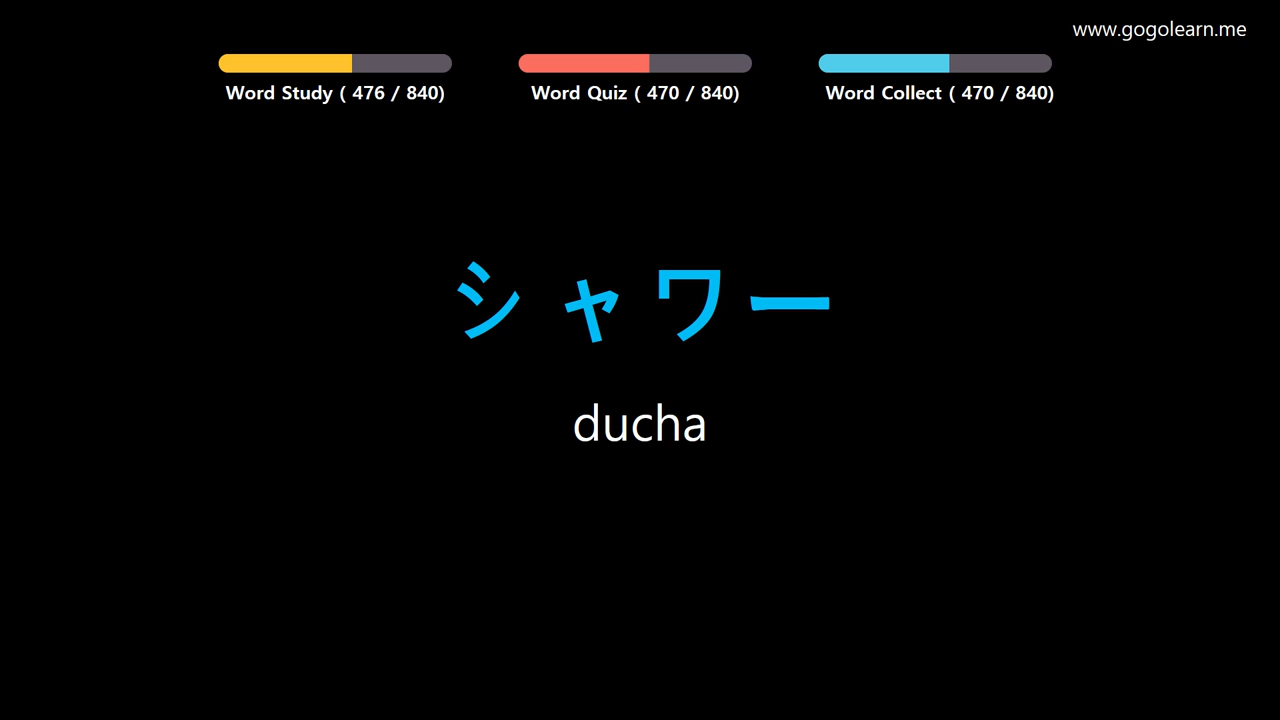 www.gogolearn.me
Word Study ( 476 / 840)
Word Quiz ( 470 / 840)
Word Collect ( 470 / 840)
シャワー
ducha